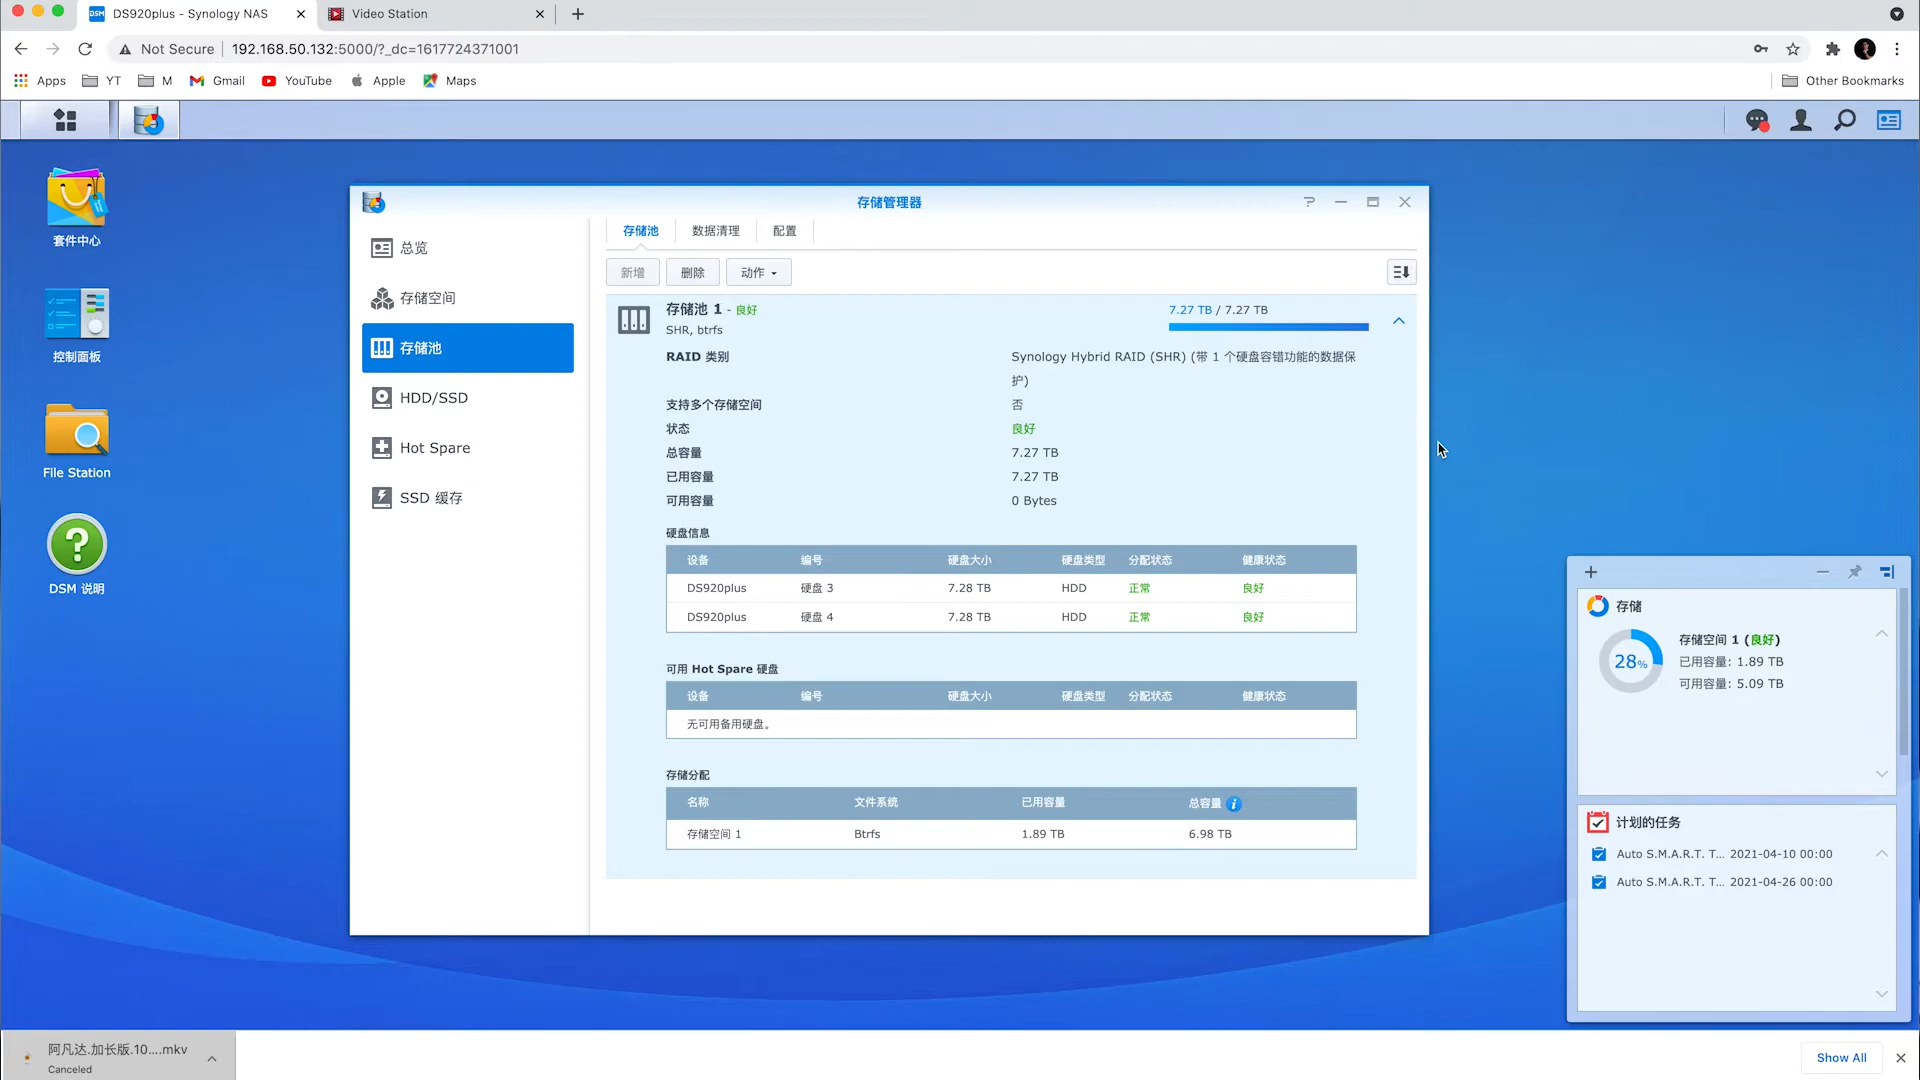 DSM DS920plus - Synology NAS
Video Station
Not Secure 192.168.50.132:5000/?_dc=1617724371001
Apps YT M Gmail YouTube Apple Maps Other Bookmarks
套件中心
控制面板
File Station
DSM 说明
存储管理器
总览
存储空间
存储池
HDD/SSD
Hot Spare
SSD 缓存
存储池 数据清理 配置
新增 删除 动作
存储池 1 - 良好 7.27 TB / 7.27 TB
SHR, btrfs
RAID 类别 Synology Hybrid RAID (SHR) (带 1 个硬盘容错功能的数据保
护)
支持多个存储空间 否
状态 良好
总容量 7.27 TB
已用容量 7.27 TB
可用容量 0 Bytes
硬盘信息
设备 编号 硬盘大小 硬盘类型 分配状态 健康状态
DS920plus 硬盘 3 7.28 TB HDD 正常 良好
DS920plus 硬盘 4 7.28 TB HDD 正常 良好
可用 Hot Spare 硬盘
设备 编号 硬盘大小 硬盘类型 分配状态 健康状态
无可用备用硬盘。
存储分配
名称 文件系统 已用容量 总容量
存储空间 1 Btrfs 1.89 TB 6.98 TB
存储
28%
存储空间 1 (良好)
已用容量: 1.89 TB
可用容量: 5.09 TB
计划的任务
Auto S.M.A.R.T. T... 2021-04-10 00:00
Auto S.M.A.R.T. T... 2021-04-26 00:00
阿凡达.加长版.10....mkv
Canceled
Show All